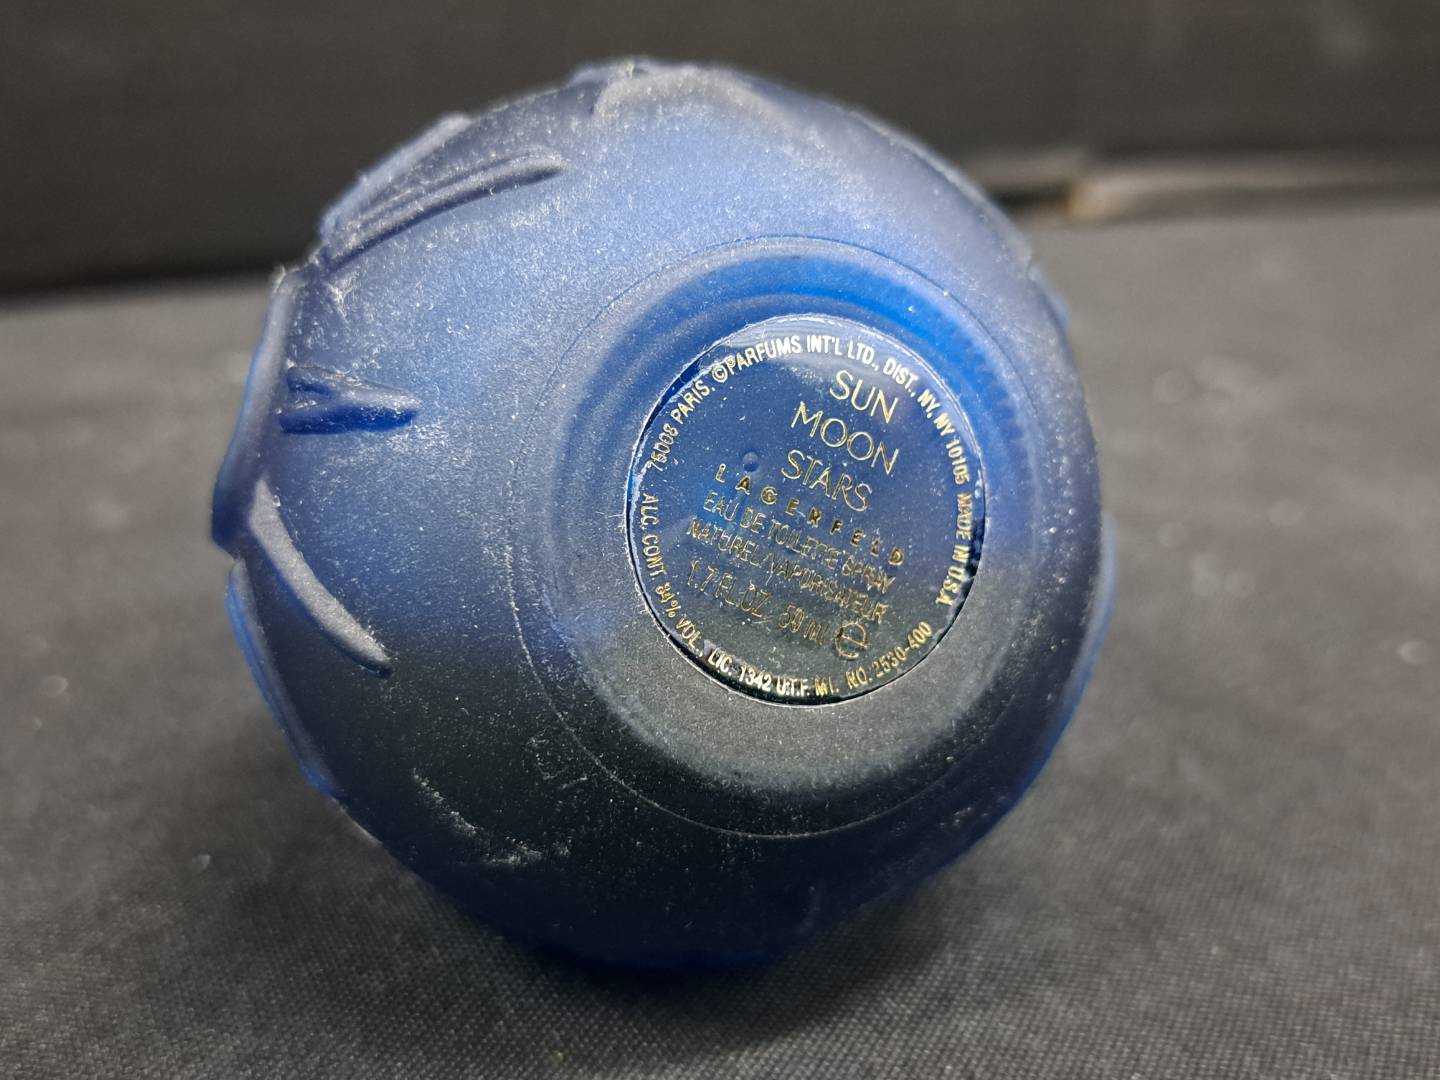 SUN
MOON
STARS
LAGERFELD
EAU DE TOILETTE SPRAY
NATUREL/VAPORISATEUR
1.7 FL.OZ. 50 ml ℮
75008 PARIS. ©PARFUMS INT'L LTD., DIST., NY, NY 10105 MADE IN U.S.A.
ALC. CONT. 84% VOL., LIC. 1342 U.T.F. MI. NO. 2530-400